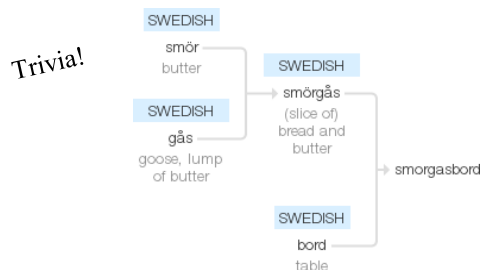 Trivia!
SWEDISH
smör
butter
SWEDISH
gås
goose, lump
of butter
SWEDISH
smörgås
(slice of)
bread and
butter
SWEDISH
bord
table
smorgasbord